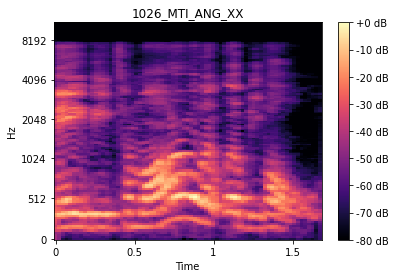 1026_MTI_ANG_XX
+0 dB
8192
-10 dB
4096
-20 dB
-30 dB
2048
Hz
-40 dB
1024
-50 dB
512
-60 dB
-70 dB
0
-80 dB
0 0.5 1 1.5
Time